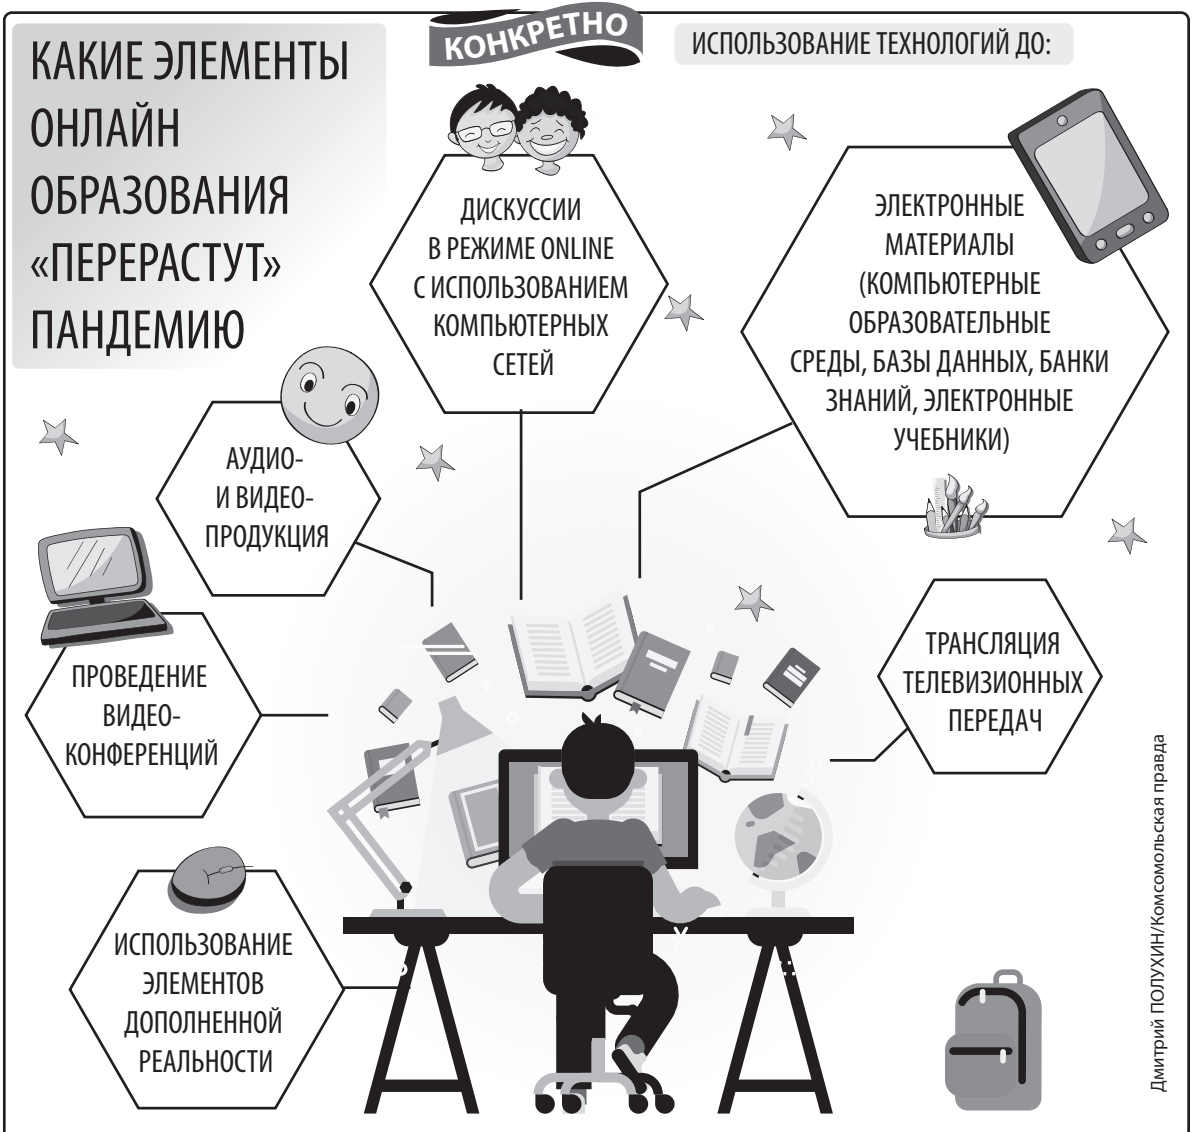 КОНКРЕТНО
КАКИЕ ЭЛЕМЕНТЫ
ОНЛАЙН
ОБРАЗОВАНИЯ
«ПЕРЕРАСТУТ»
ПАНДЕМИЮ
ИСПОЛЬЗОВАНИЕ ТЕХНОЛОГИЙ ДО:
ДИСКУССИИ
В РЕЖИМЕ ONLINE
С ИСПОЛЬЗОВАНИЕМ
КОМПЬЮТЕРНЫХ
СЕТЕЙ
ЭЛЕКТРОННЫЕ
МАТЕРИАЛЫ
(КОМПЬЮТЕРНЫЕ
ОБРАЗОВАТЕЛЬНЫЕ
СРЕДЫ, БАЗЫ ДАННЫХ, БАНКИ
ЗНАНИЙ, ЭЛЕКТРОННЫЕ
УЧЕБНИКИ)
АУДИО-
И ВИДЕО-
ПРОДУКЦИЯ
ПРОВЕДЕНИЕ
ВИДЕО-
КОНФЕРЕНЦИЙ
ТРАНСЛЯЦИЯ
ТЕЛЕВИЗИОННЫХ
ПЕРЕДАЧ
ИСПОЛЬЗОВАНИЕ
ЭЛЕМЕНТОВ
ДОПОЛНЕННОЙ
РЕАЛЬНОСТИ
Дмитрий ПОЛУХИН/Комсомольская правда